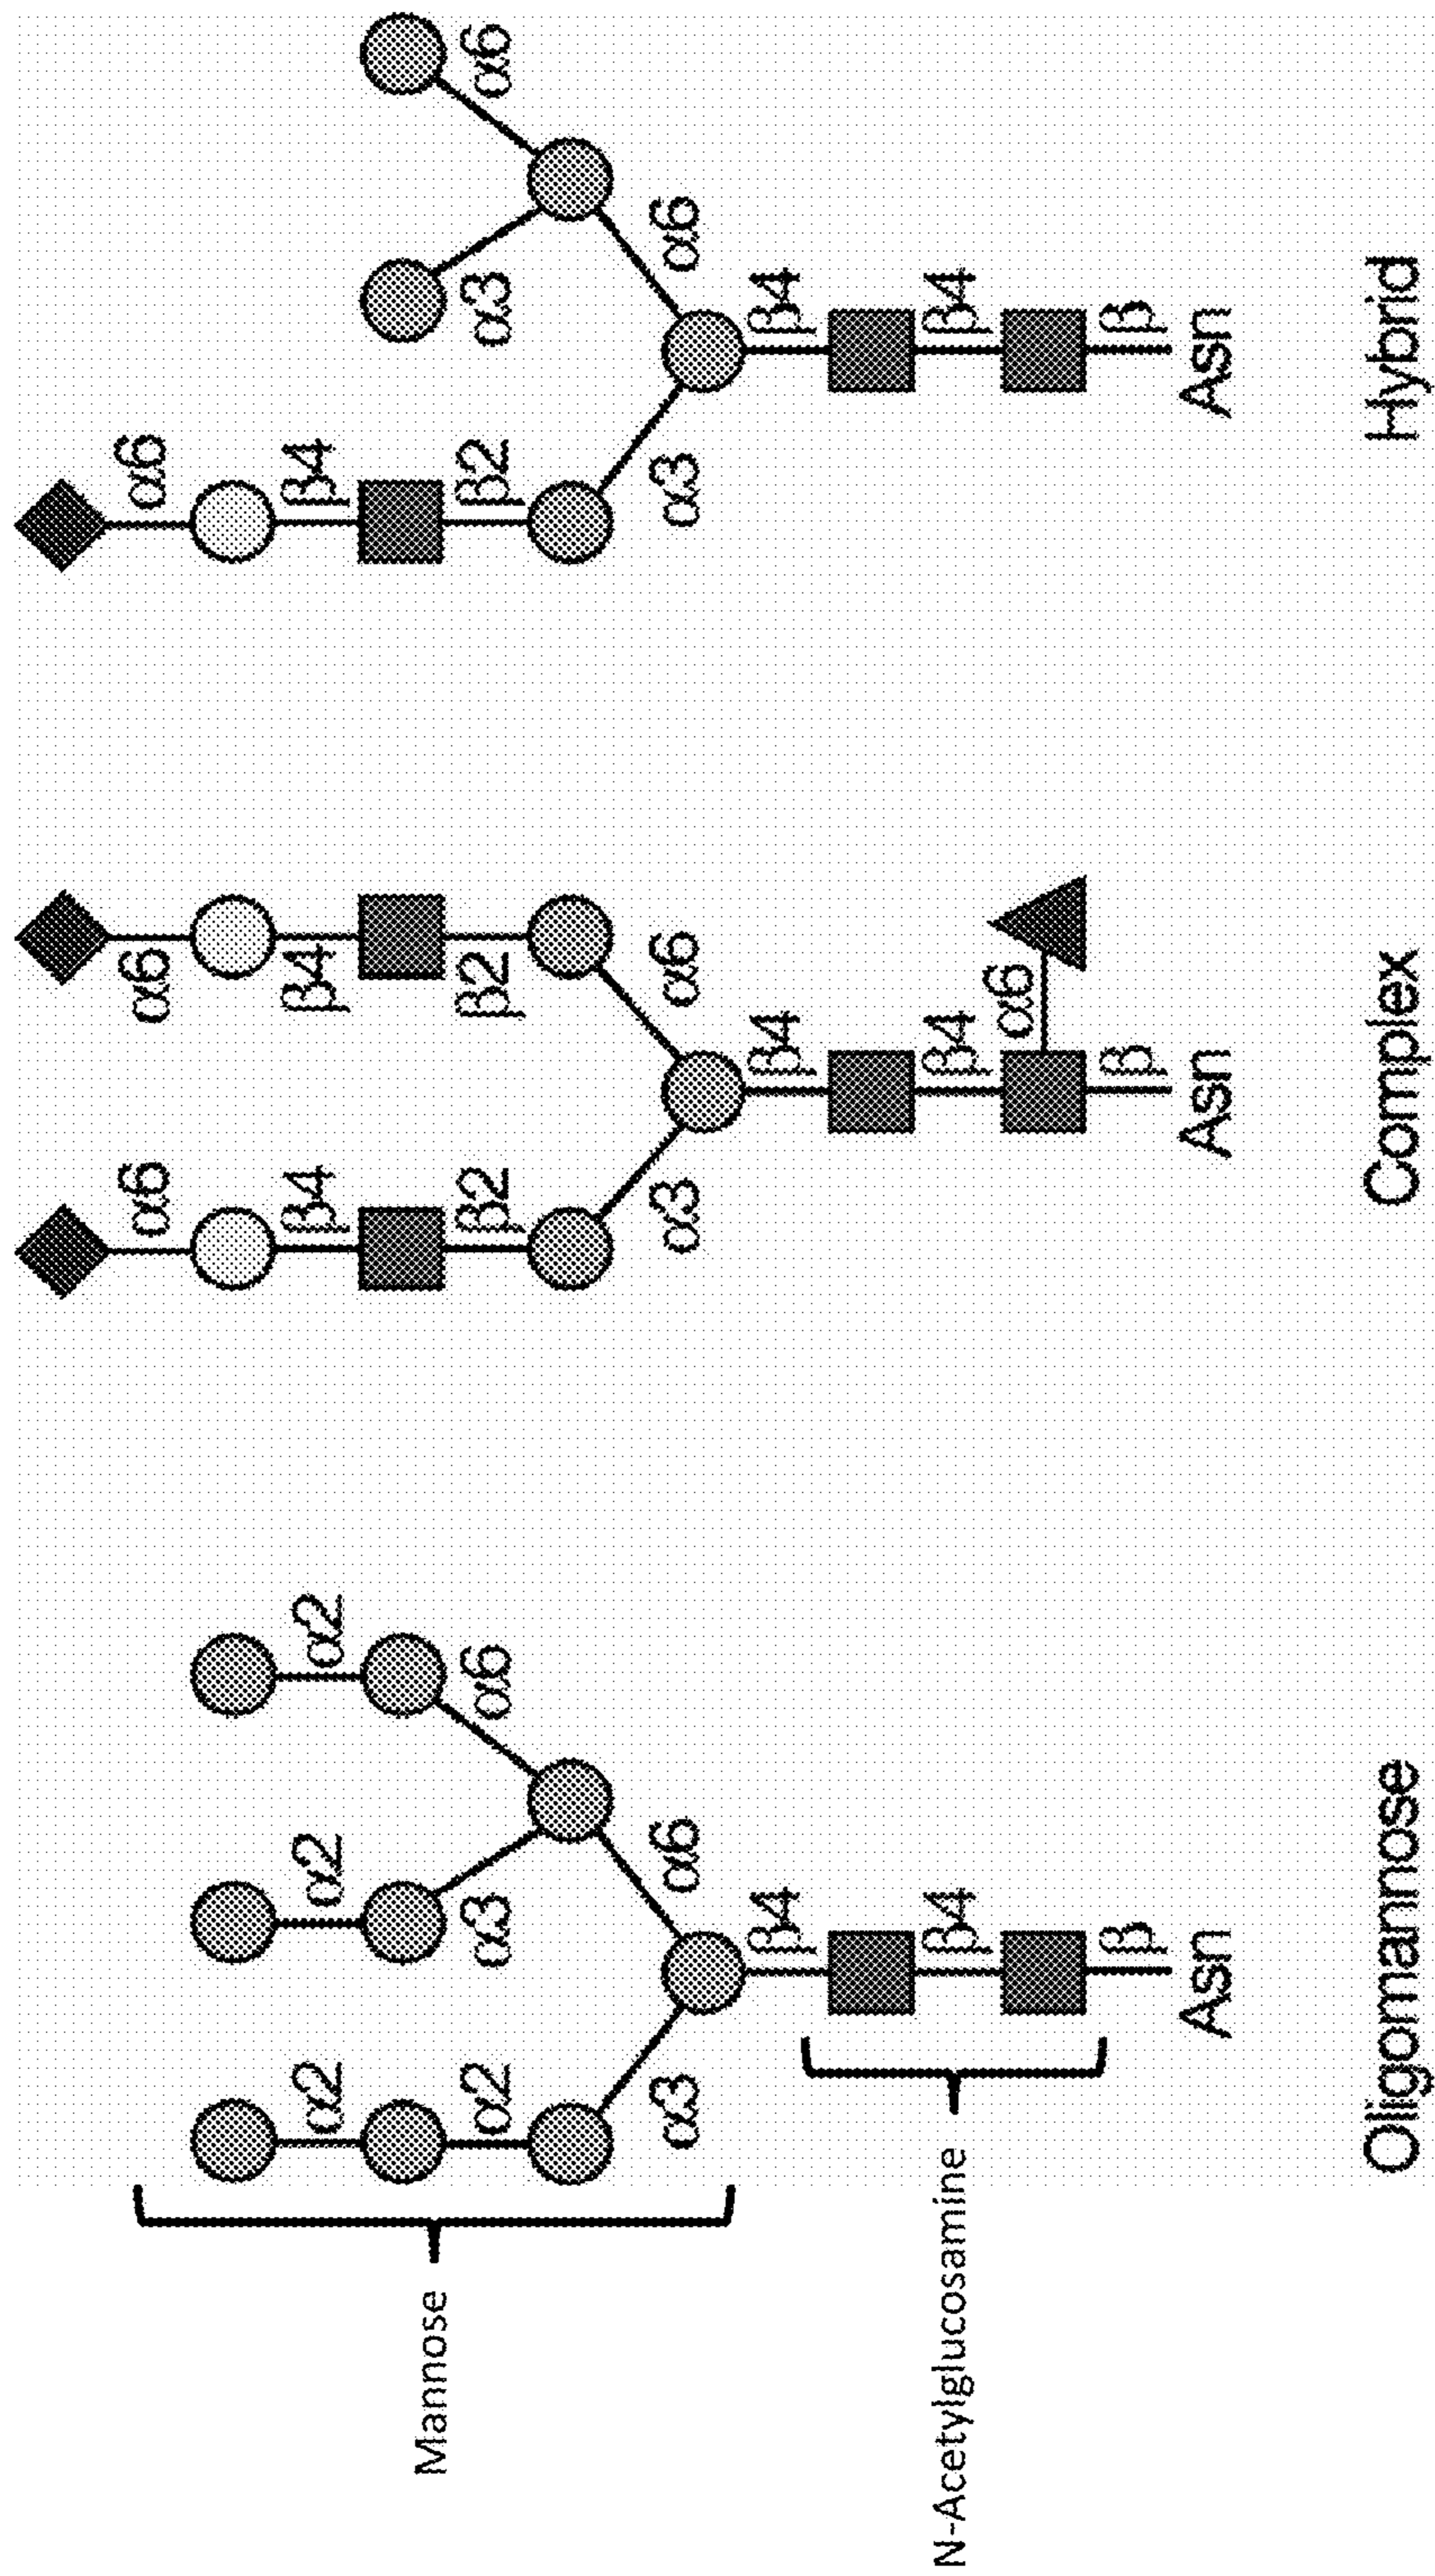 α6 α6 α6
α2 α2 α2 β4 β4 β4
Mannose
α2 α3 α6 β2 β2 β2 α3 α6
α3 α6 α3 α6 α3 α6
β4 β4 β4
N-Acetylglucosamine
β4 β4 β4
α6
β β β
Asn Asn Asn
Oligomannose Complex Hybrid